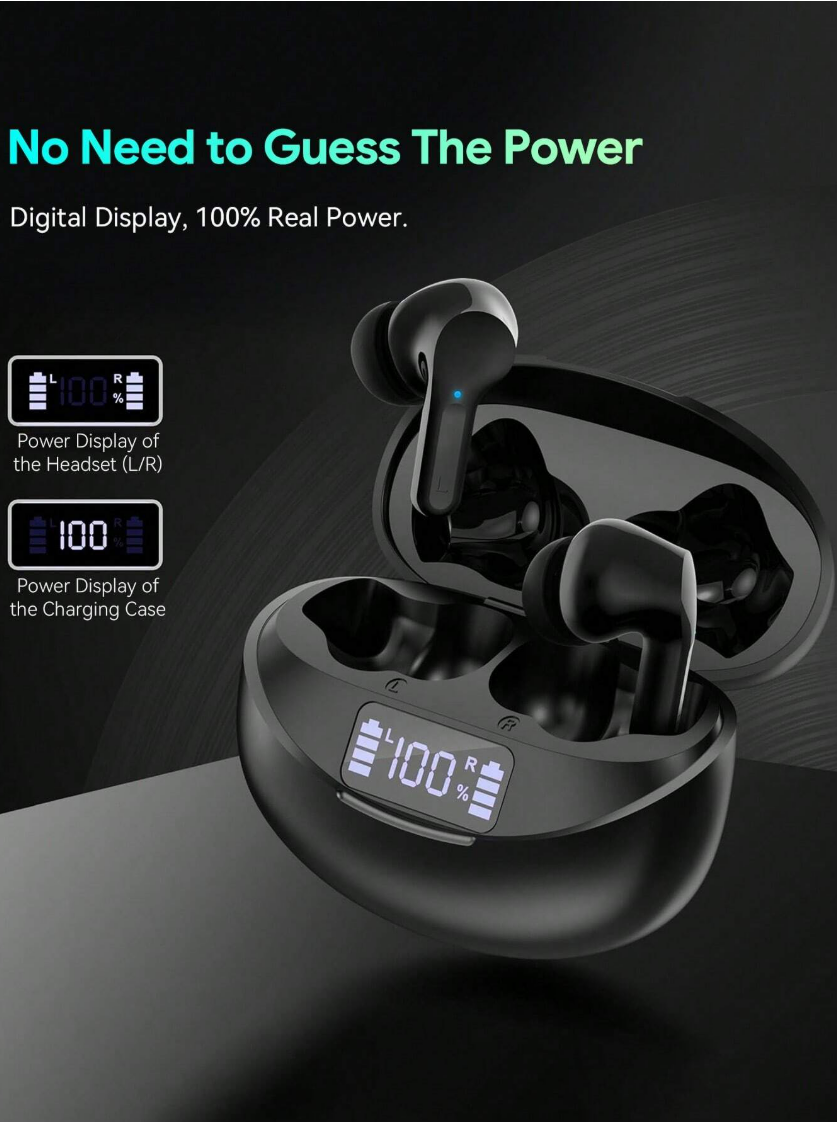 No Need to Guess The Power
Digital Display, 100% Real Power.
L 100 R %
Power Display of
the Headset (L/R)
L 100 R %
Power Display of
the Charging Case
L
L
R
L 100 R %